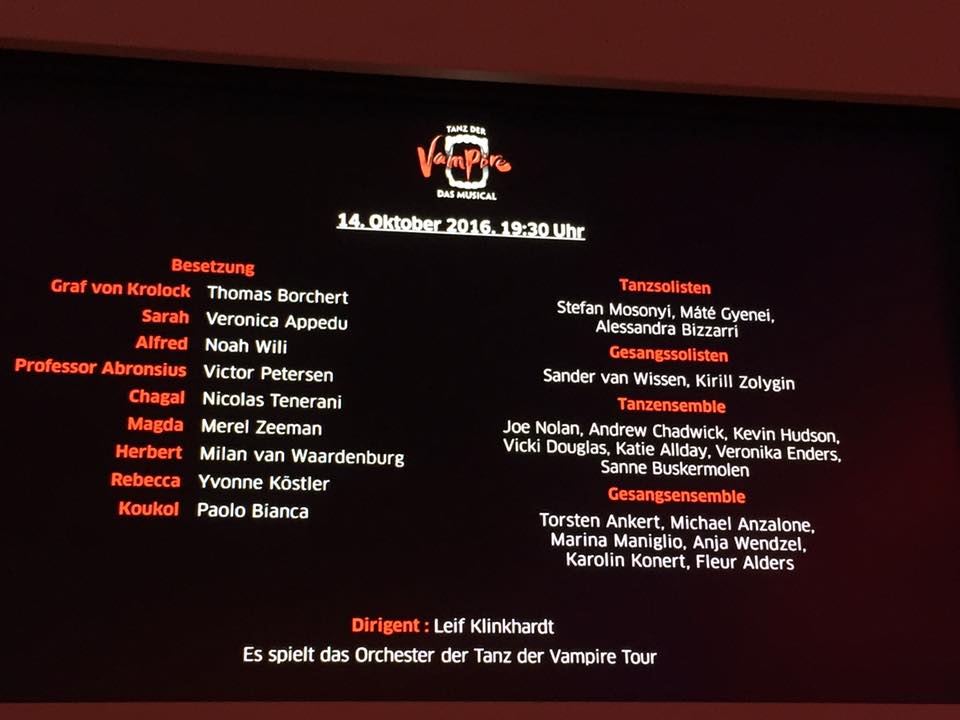 TANZ DER
Vampire
DAS MUSICAL
14. Oktober 2016, 19:30 Uhr
Besetzung
Graf von Krolock Thomas Borchert
Sarah Veronica Appedu
Alfred Noah Wili
Professor Abronsius Victor Petersen
Chagal Nicolas Tenerani
Magda Merel Zeeman
Herbert Milan van Waardenburg
Rebecca Yvonne Köstler
Koukol Paolo Bianca
Tanzsolisten
Stefan Mosonyi, Máté Gyenei,
Alessandra Bizzarri
Gesangssolisten
Sander van Wissen, Kirill Zolygin
Tanzensemble
Joe Nolan, Andrew Chadwick, Kevin Hudson,
Vicki Douglas, Katie Allday, Veronika Enders,
Sanne Buskermolen
Gesangsensemble
Torsten Ankert, Michael Anzalone,
Marina Maniglio, Anja Wendzel,
Karolin Konert, Fleur Alders
Dirigent : Leif Klinkhardt
Es spielt das Orchester der Tanz der Vampire Tour